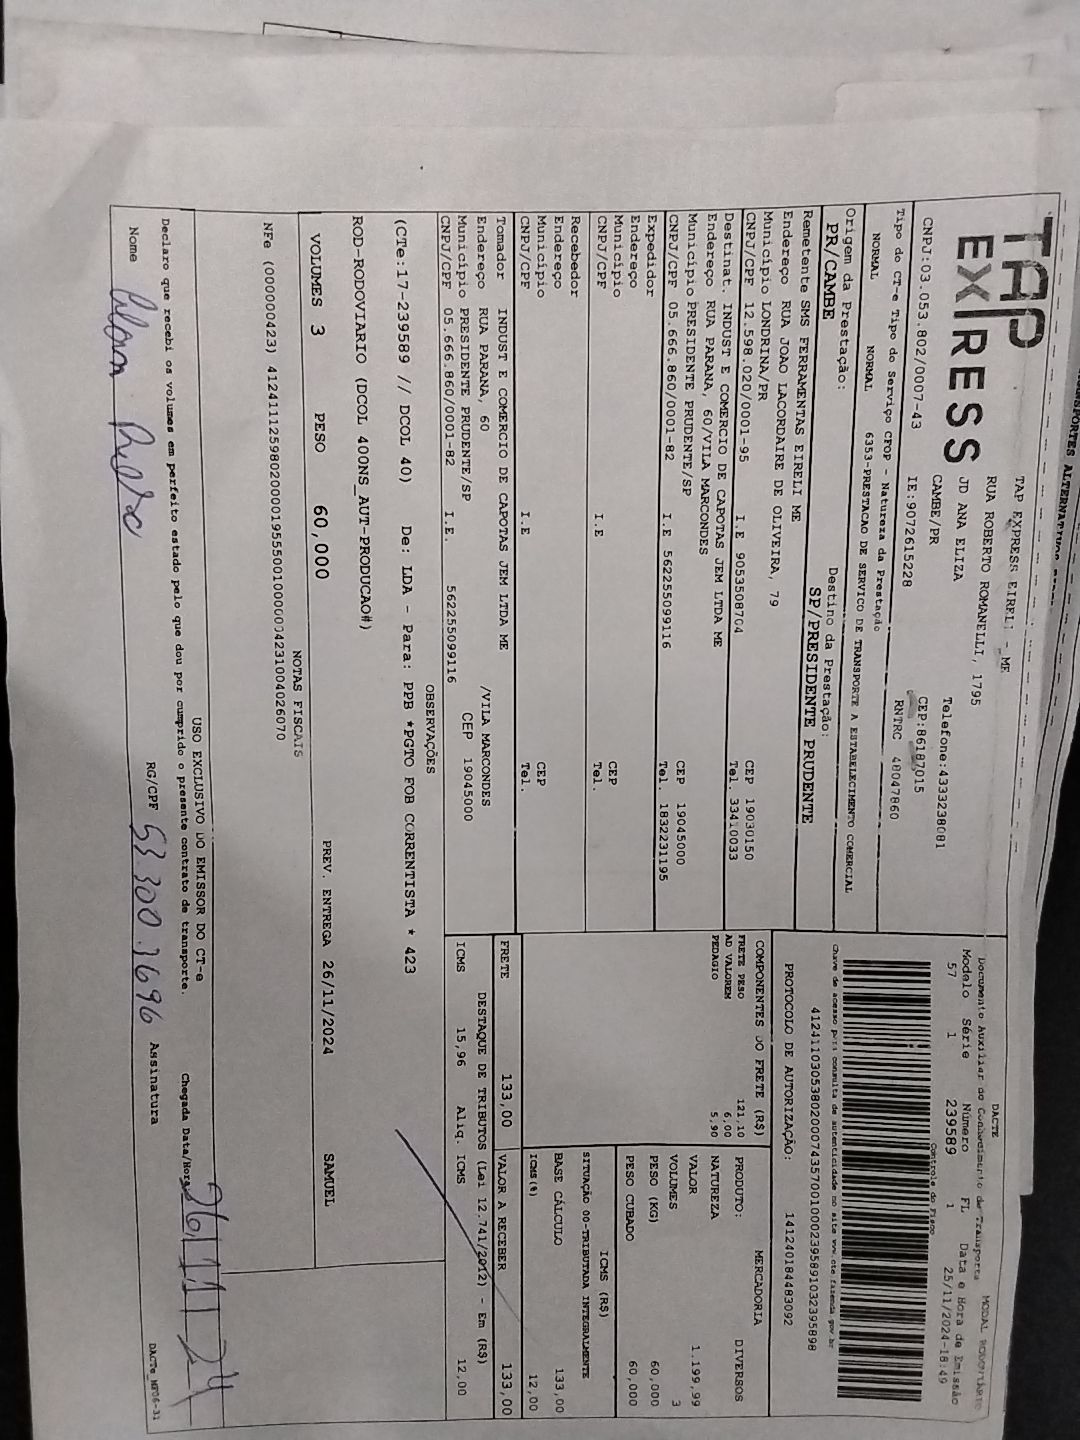 TAP
EXPRESS
TAP EXPRESS EIRELI - ME
RUA ROBERTO ROMANELLI, 1795
JD ANA ELIZA
CAMBE/PR
Telefone:4333238081
CEP:86187015
CNPJ:03.053.802/0007-43 IE:9072615228 RNTRC 48047860
Tipo do CT-e Tipo do Serviço CFOP - Natureza da Prestação
NORMAL NORMAL 6353-PRESTACAO DE SERVICO DE TRANSPORTE A ESTABELECIMENTO COMERCIAL
Origem da Prestação: Destino da Prestação:
PR/CAMBE SP/PRESIDENTE PRUDENTE
DACTE
Documento Auxiliar do Conhecimento de Transporte MODAL RODOVIÁRIO
Modelo Série Número FL Data e Hora de Emissão
57 1 239589 1 25/11/2024-18:49
Controle do Fisco
Chave de acesso para consulta de autenticidade no site www.cte.fazenda.gov.br
41241103053802000743570010002395891032395898
PROTOCOLO DE AUTORIZAÇÃO: 141240184483092
Remetente SMS FERRAMENTAS EIRELI ME
Endereço RUA JOAO LACORDAIRE DE OLIVEIRA, 79
Município LONDRINA/PR CEP 19030150
CNPJ/CPF 12.598.020/0001-95 I.E 9053508704 Tel. 33410033
Destinat. INDUST E COMERCIO DE CAPOTAS JEM LTDA ME
Endereço RUA PARANA, 60/VILA MARCONDES
Município PRESIDENTE PRUDENTE/SP CEP 19045000
CNPJ/CPF 05.666.860/0001-82 I.E 562255099116 Tel. 1832231195
Expedidor
Endereço
Município CEP
CNPJ/CPF I.E Tel.
Recebedor
Endereço
Município CEP
CNPJ/CPF I.E Tel.
Tomador INDUST E COMERCIO DE CAPOTAS JEM LTDA ME
Endereço RUA PARANA, 60 /VILA MARCONDES
Município PRESIDENTE PRUDENTE/SP CEP 19045000
CNPJ/CPF 05.666.860/0001-82 I.E. 562255099116
COMPONENTES DO FRETE (R$)
FRETE PESO 121,10
AD VALOREM 6,00
PEDAGIO 5,90
PRODUTO: MERCADORIA
NATUREZA DIVERSOS
VALOR 1.199,99
VOLUMES 3
PESO (KG) 60,000
PESO CUBADO 60,000
ICMS (R$)
SITUAÇÃO 00-TRIBUTADA INTEGRALMENTE
BASE CÁLCULO 133,00
ICMS(%) 12,00
FRETE 133,00 VALOR A RECEBER 133,00
DESTAQUE DE TRIBUTOS (Lei 12.741/2012) - Em (R$)
ICMS 15,96 Aliq. ICMS 12,00
OBSERVAÇÕES
(CTe:17-239589 // DCOL 40) De: LDA - Para: PPB *PGTO FOB CORRENTISTA * 423
ROD-RODOVIARIO (DCOL 400NS_AUT-PRODUCAO#)
VOLUMES 3 PESO 60,000 PREV. ENTREGA 26/11/2024 SAMUEL
NOTAS FISCAIS
NFe (000000423) 41241112598020000195550010000004231004026070
USO EXCLUSIVO DO EMISSOR DO CT-e
Declaro que recebi os volumes em perfeito estado pelo que dou por cumprido o presente contrato de transporte. Chegada Data/Hora 26/11/24
Nome RG/CPF 53 300.7696 Assinatura
DACTe_MP06-31